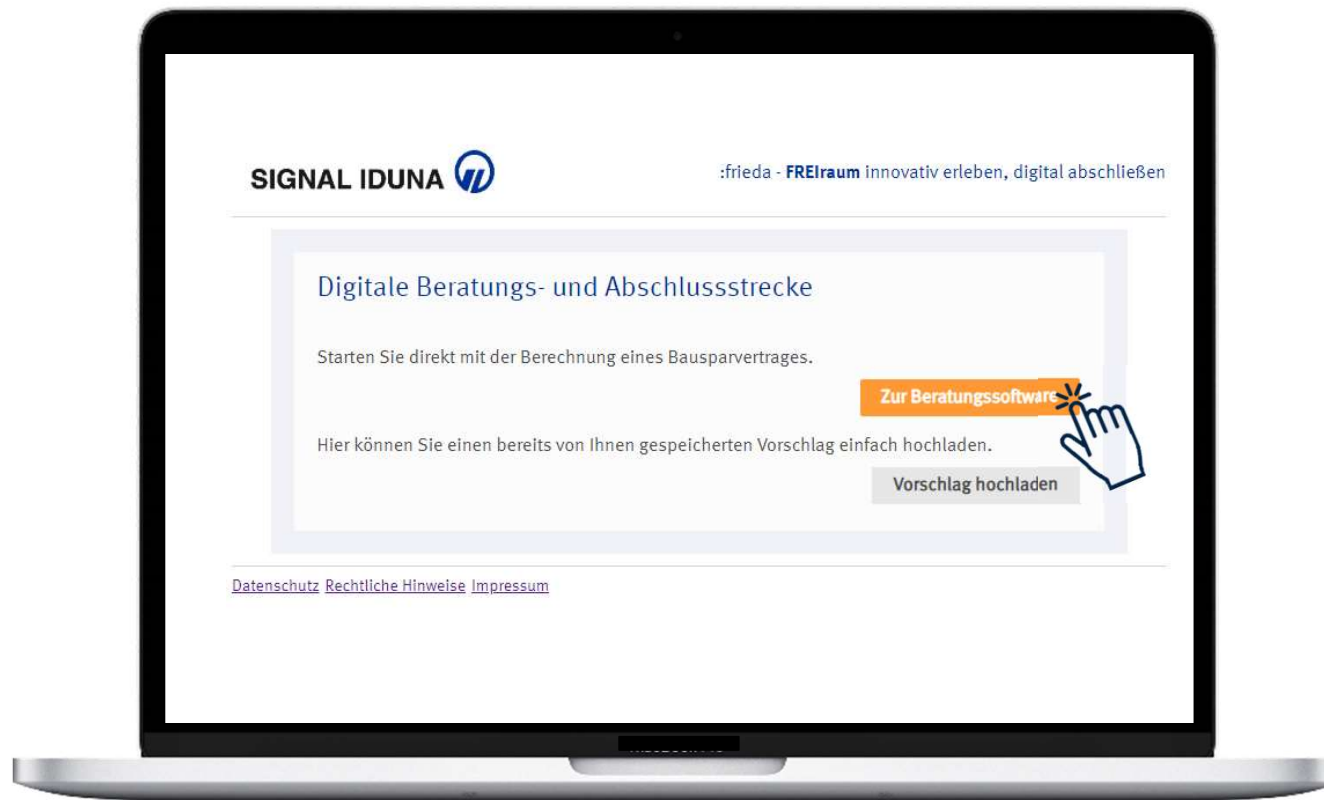 SIGNAL IDUNA
:frieda - FREIraum innovativ erleben, digital abschließen
Digitale Beratungs- und Abschlussstrecke
Starten Sie direkt mit der Berechnung eines Bausparvertrages.
Zur Beratungssoftware
Hier können Sie einen bereits von Ihnen gespeicherten Vorschlag einfach hochladen.
Vorschlag hochladen
Datenschutz Rechtliche Hinweise Impressum